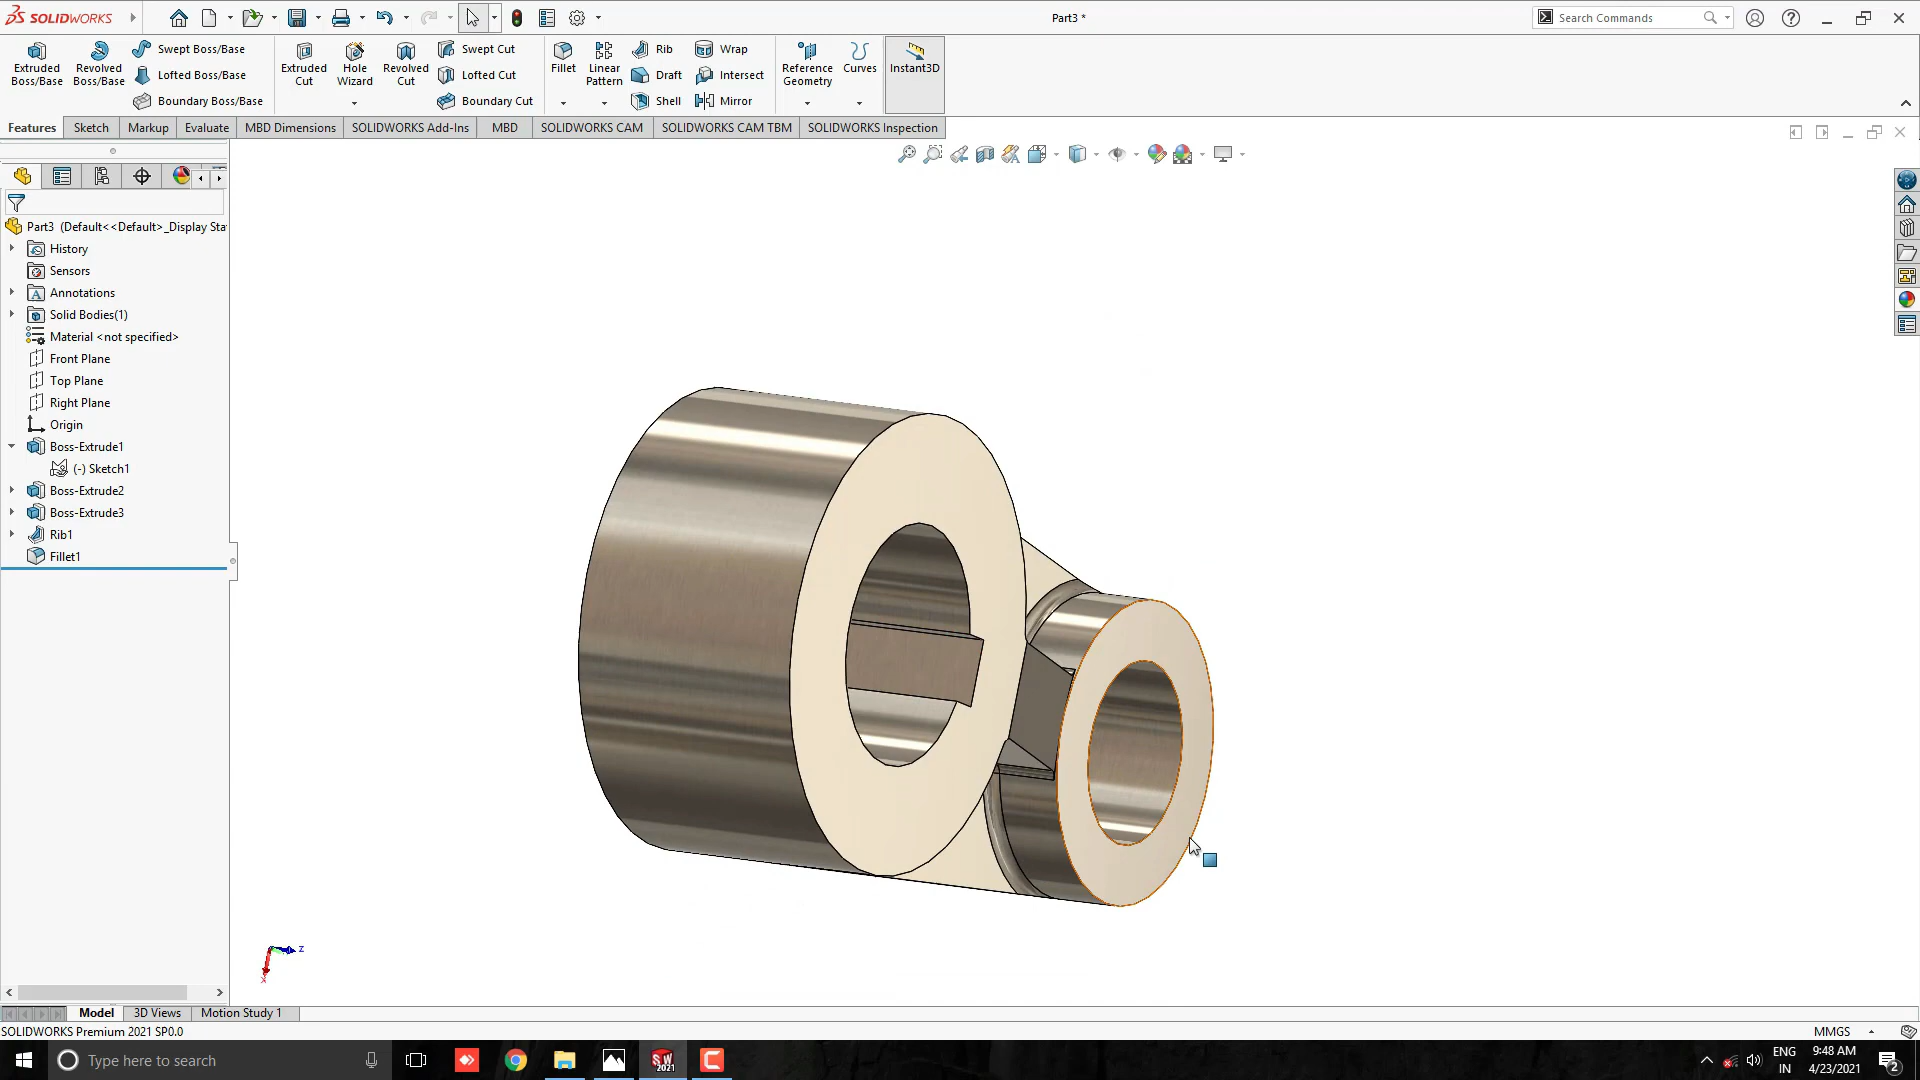 SOLIDWORKS
Part3 *
Search Commands
Extruded Boss/Base
Revolved Boss/Base
Swept Boss/Base
Lofted Boss/Base
Boundary Boss/Base
Extruded Cut
Hole Wizard
Revolved Cut
Swept Cut
Lofted Cut
Boundary Cut
Fillet
Linear Pattern
Rib
Draft
Shell
Wrap
Intersect
Mirror
Reference Geometry
Curves
Instant3D
Features
Sketch
Markup
Evaluate
MBD Dimensions
SOLIDWORKS Add-Ins
MBD
SOLIDWORKS CAM
SOLIDWORKS CAM TBM
SOLIDWORKS Inspection
Part3 (Default<<Default>_Display Sta
History
Sensors
Annotations
Solid Bodies(1)
Material <not specified>
Front Plane
Top Plane
Right Plane
Origin
Boss-Extrude1
(-) Sketch1
Boss-Extrude2
Boss-Extrude3
Rib1
Fillet1
z
x
Model
3D Views
Motion Study 1
SOLIDWORKS Premium 2021 SP0.0
MMGS
Type here to search
SW
2021
ENG
IN
9:48 AM
4/23/2021
2